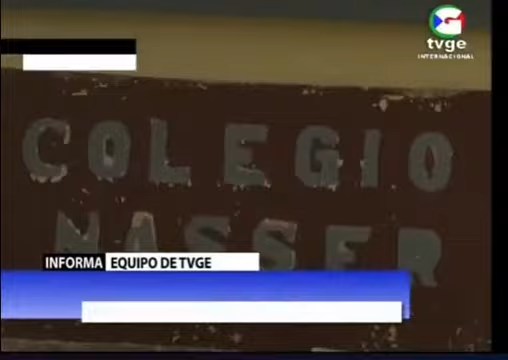 tvge
INTERNACIONAL
COLEGIO
NASSER
INFORMA EQUIPO DE TVGE